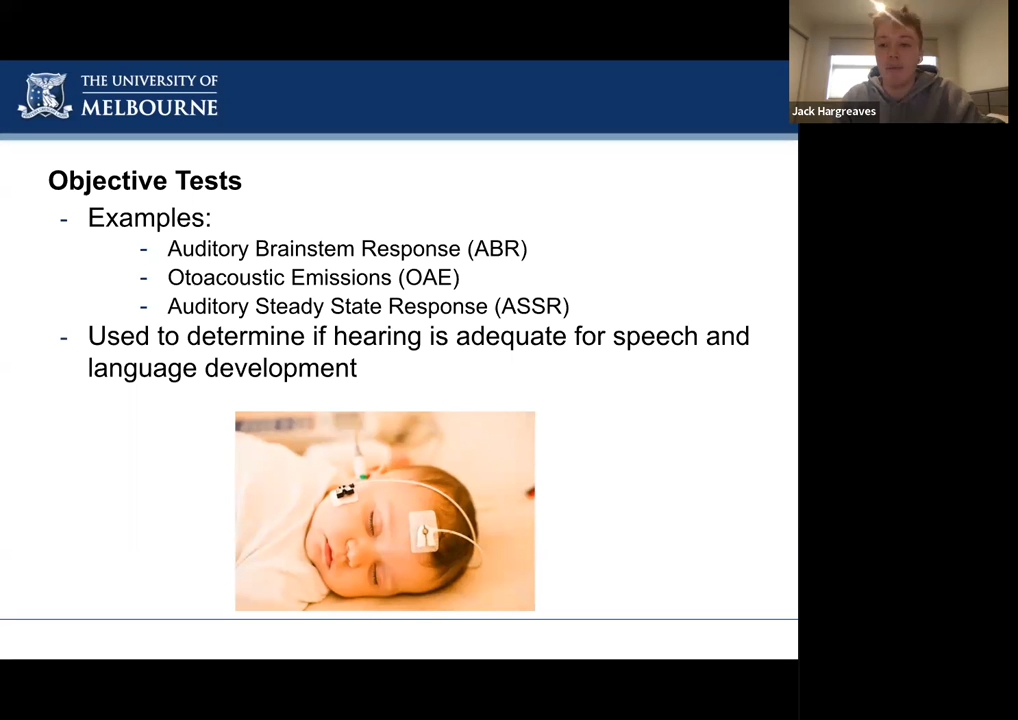 THE UNIVERSITY OF
MELBOURNE
Jack Hargreaves
Objective Tests
- Examples:
- Auditory Brainstem Response (ABR)
- Otoacoustic Emissions (OAE)
- Auditory Steady State Response (ASSR)
- Used to determine if hearing is adequate for speech and
language development